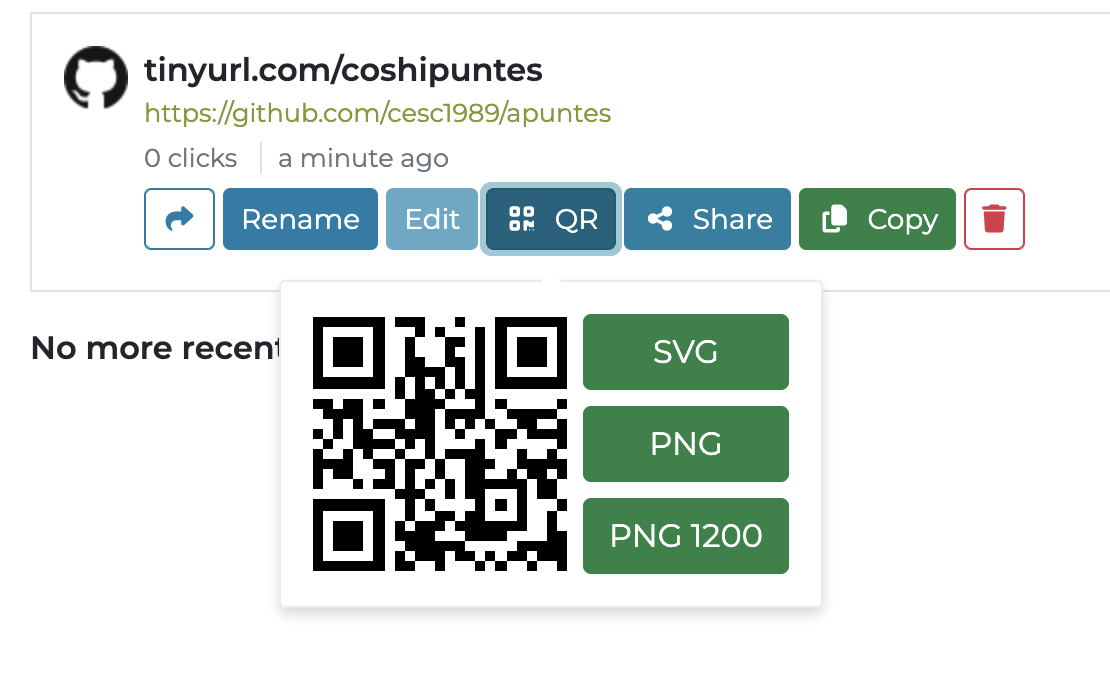 tinyurl.com/coshipuntes
https://github.com/cesc1989/apuntes
0 clicks a minute ago
Rename Edit QR Share Copy
No more recent
SVG
PNG
PNG 1200